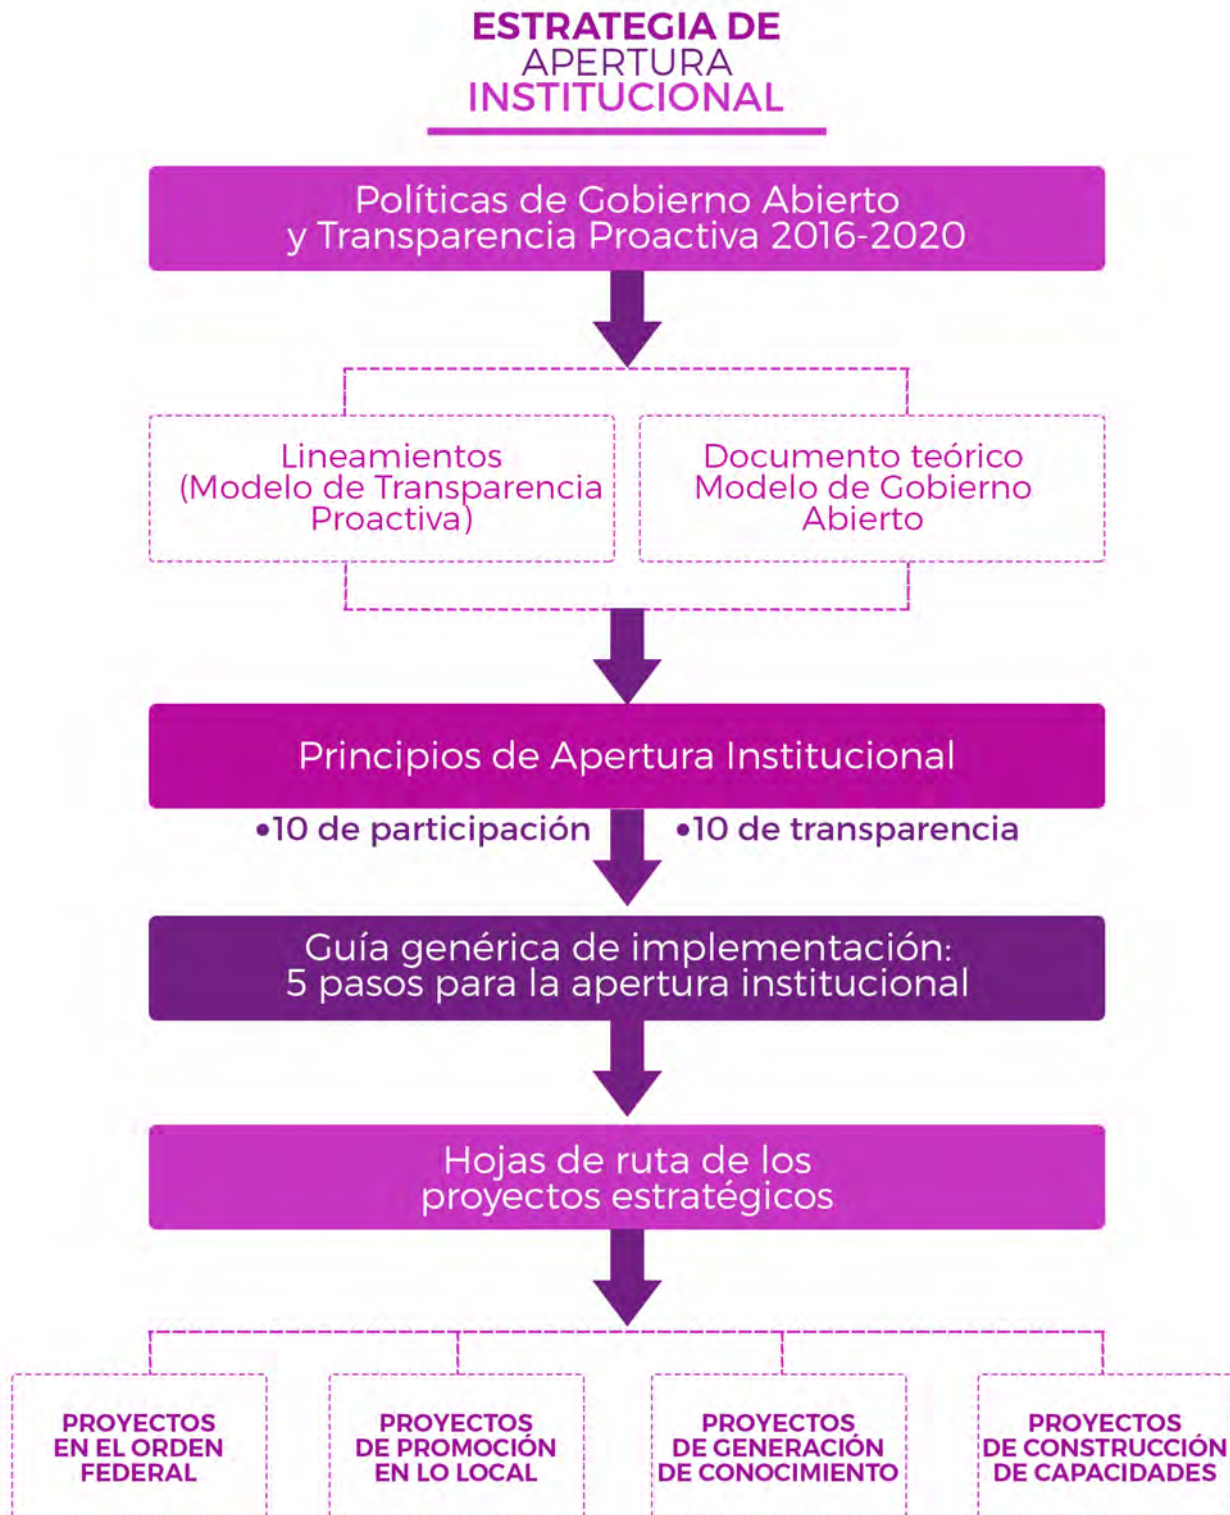 ESTRATEGIA DE
APERTURA
INSTITUCIONAL
Políticas de Gobierno Abierto
y Transparencia Proactiva 2016-2020
Lineamientos
(Modelo de Transparencia
Proactiva)
Documento teórico
Modelo de Gobierno
Abierto
Principios de Apertura Institucional
•10 de participación
•10 de transparencia
Guía genérica de implementación:
5 pasos para la apertura institucional
Hojas de ruta de los
proyectos estratégicos
PROYECTOS
EN EL ORDEN
FEDERAL
PROYECTOS
DE PROMOCIÓN
EN LO LOCAL
PROYECTOS
DE GENERACIÓN
DE CONOCIMIENTO
PROYECTOS
DE CONSTRUCCIÓN
DE CAPACIDADES